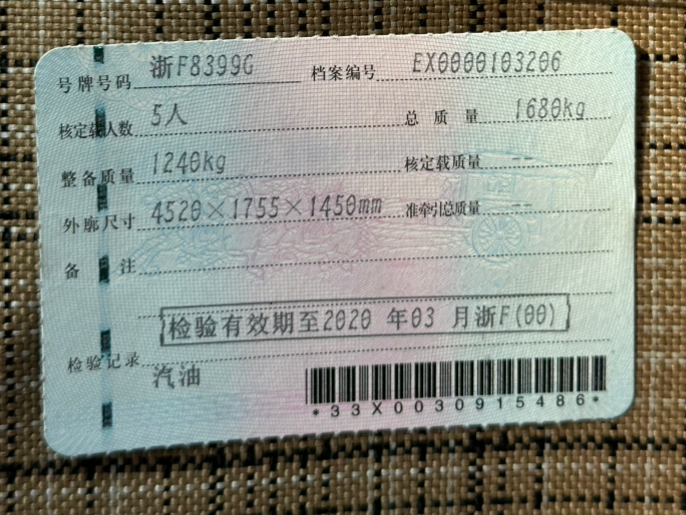 号牌号码 浙F8399G 档案编号 EX0000103206
核定载人数 5人 总质量 1680kg
整备质量 1240kg 核定载质量 --
外廓尺寸 4520×1755×1450mm 准牵引总质量 --
备注
检验有效期至2020年03月浙F(00)
检验记录
汽油
*33X0030915486*